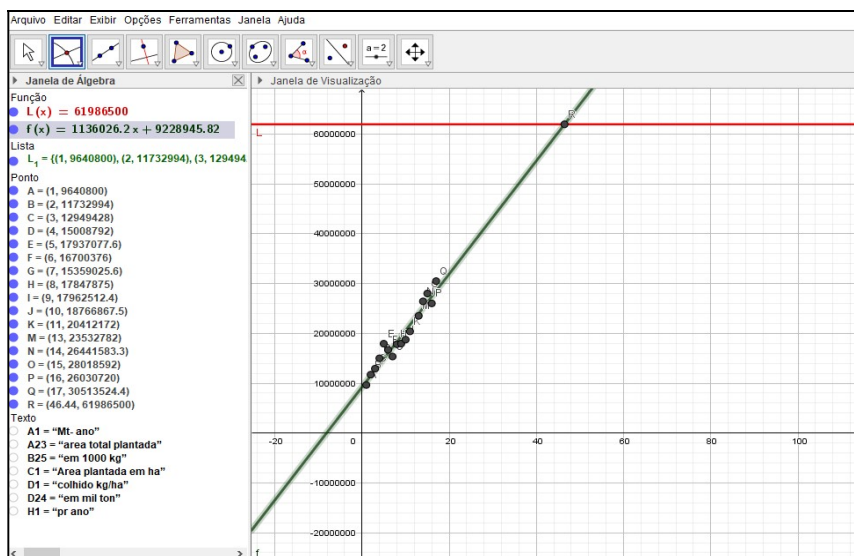 Arquivo Editar Exibir Opções Ferramentas Janela Ajuda
a = 2
Janela de Álgebra
Função
L(x) = 61986500
f(x) = 1136026.2 x + 9228945.82
Lista
L1 = {(1, 9640800), (2, 11732994), (3, 129494
Ponto
A = (1, 9640800)
B = (2, 11732994)
C = (3, 12949428)
D = (4, 15008792)
E = (5, 17937077.6)
F = (6, 16700376)
G = (7, 15359025.6)
H = (8, 17847875)
I = (9, 17962512.4)
J = (10, 18766867.5)
K = (11, 20412172)
M = (13, 23532782)
N = (14, 26441583.3)
O = (15, 28018592)
P = (16, 26030720)
Q = (17, 30513524.4)
R = (46.44, 61986500)
Texto
A1 = “Mt- ano”
A23 = “area total plantada”
B25 = “em 1000 kg”
C1 = “Area plantada em ha”
D1 = “colhido kg/ha”
D24 = “em mil ton”
H1 = “pr ano”
Janela de Visualização
L
60000000
50000000
40000000
30000000
20000000
10000000
-20 0 20 40 60 80 100
-10000000
-20000000
f
Q
P
E
K